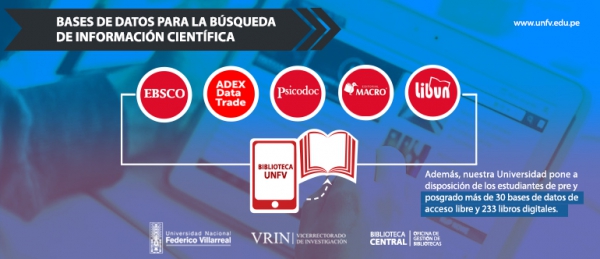 BASES DE DATOS PARA LA BÚSQUEDA
DE INFORMACIÓN CIENTÍFICA
www.unfv.edu.pe
EBSCO
ADEX
Data
Trade
Psicodoc
MACRO
Libun
BIBLIOTECA
UNFV
Además, nuestra Universidad pone a
disposición de los estudiantes de pre y
posgrado más de 30 bases de datos de
acceso libre y 233 libros digitales.
Universidad Nacional
Federico Villarreal
VRIN
VICERRECTORADO
DE INVESTIGACIÓN
BIBLIOTECA
CENTRAL
OFICINA DE
GESTIÓN DE
BIBLIOTECAS